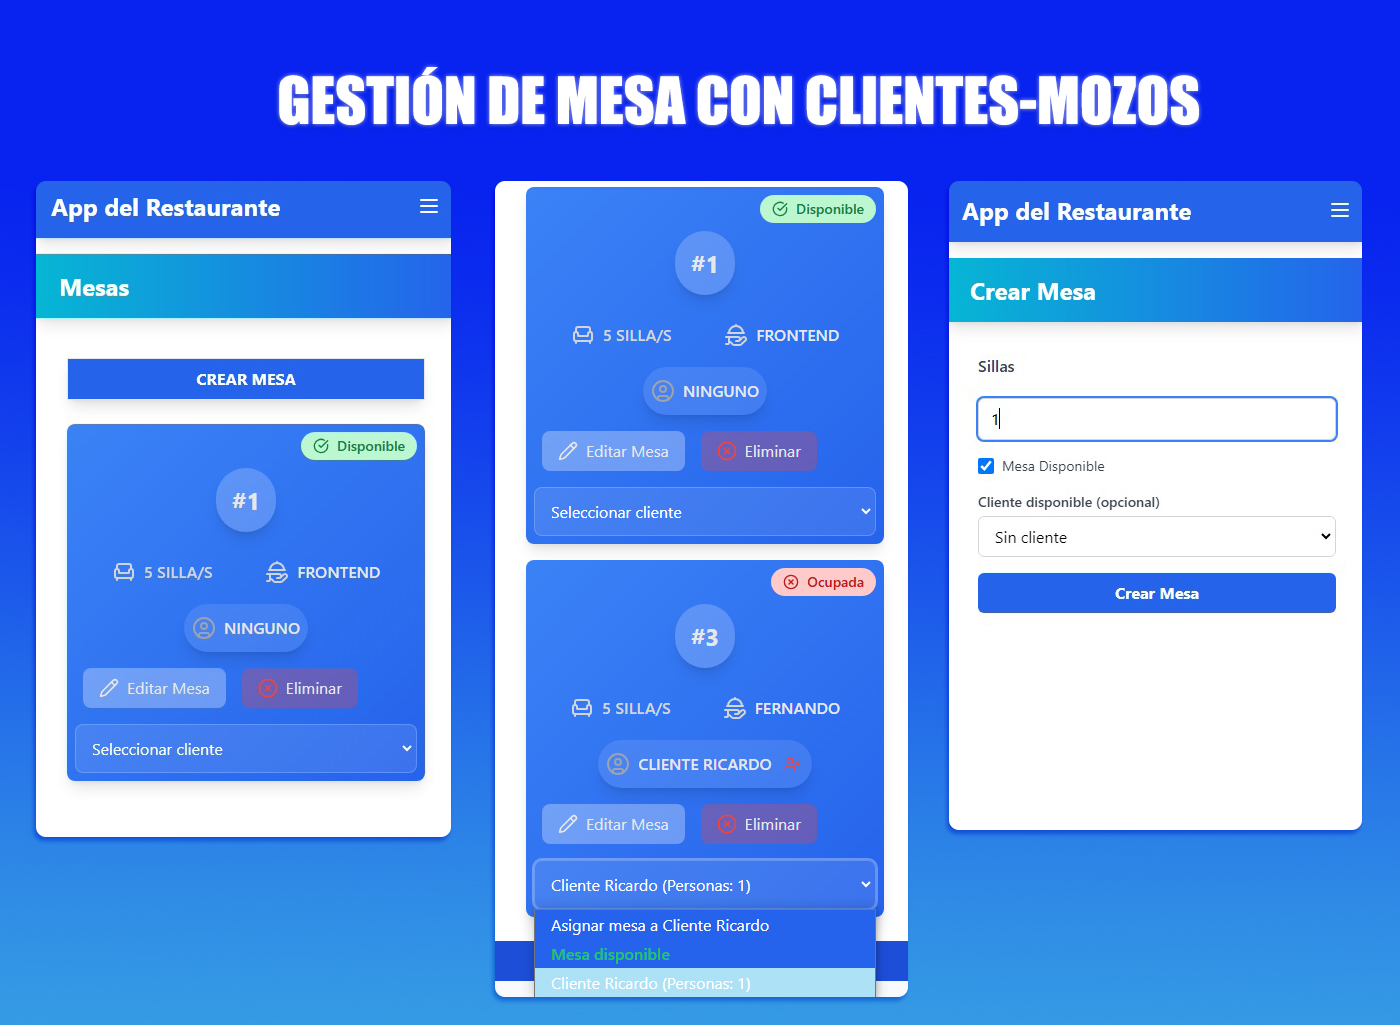 GESTIÓN DE MESA CON CLIENTES-MOZOS
App del Restaurante
Mesas
CREAR MESA
Disponible
#1
5 SILLA/S
FRONTEND
NINGUNO
Editar Mesa
Eliminar
Seleccionar cliente
Disponible
#1
5 SILLA/S
FRONTEND
NINGUNO
Editar Mesa
Eliminar
Seleccionar cliente
Ocupada
#3
5 SILLA/S
FERNANDO
CLIENTE RICARDO
Editar Mesa
Eliminar
Cliente Ricardo (Personas: 1)
Asignar mesa a Cliente Ricardo
Mesa disponible
Cliente Ricardo (Personas: 1)
App del Restaurante
Crear Mesa
Sillas
1
Mesa Disponible
Cliente disponible (opcional)
Sin cliente
Crear Mesa